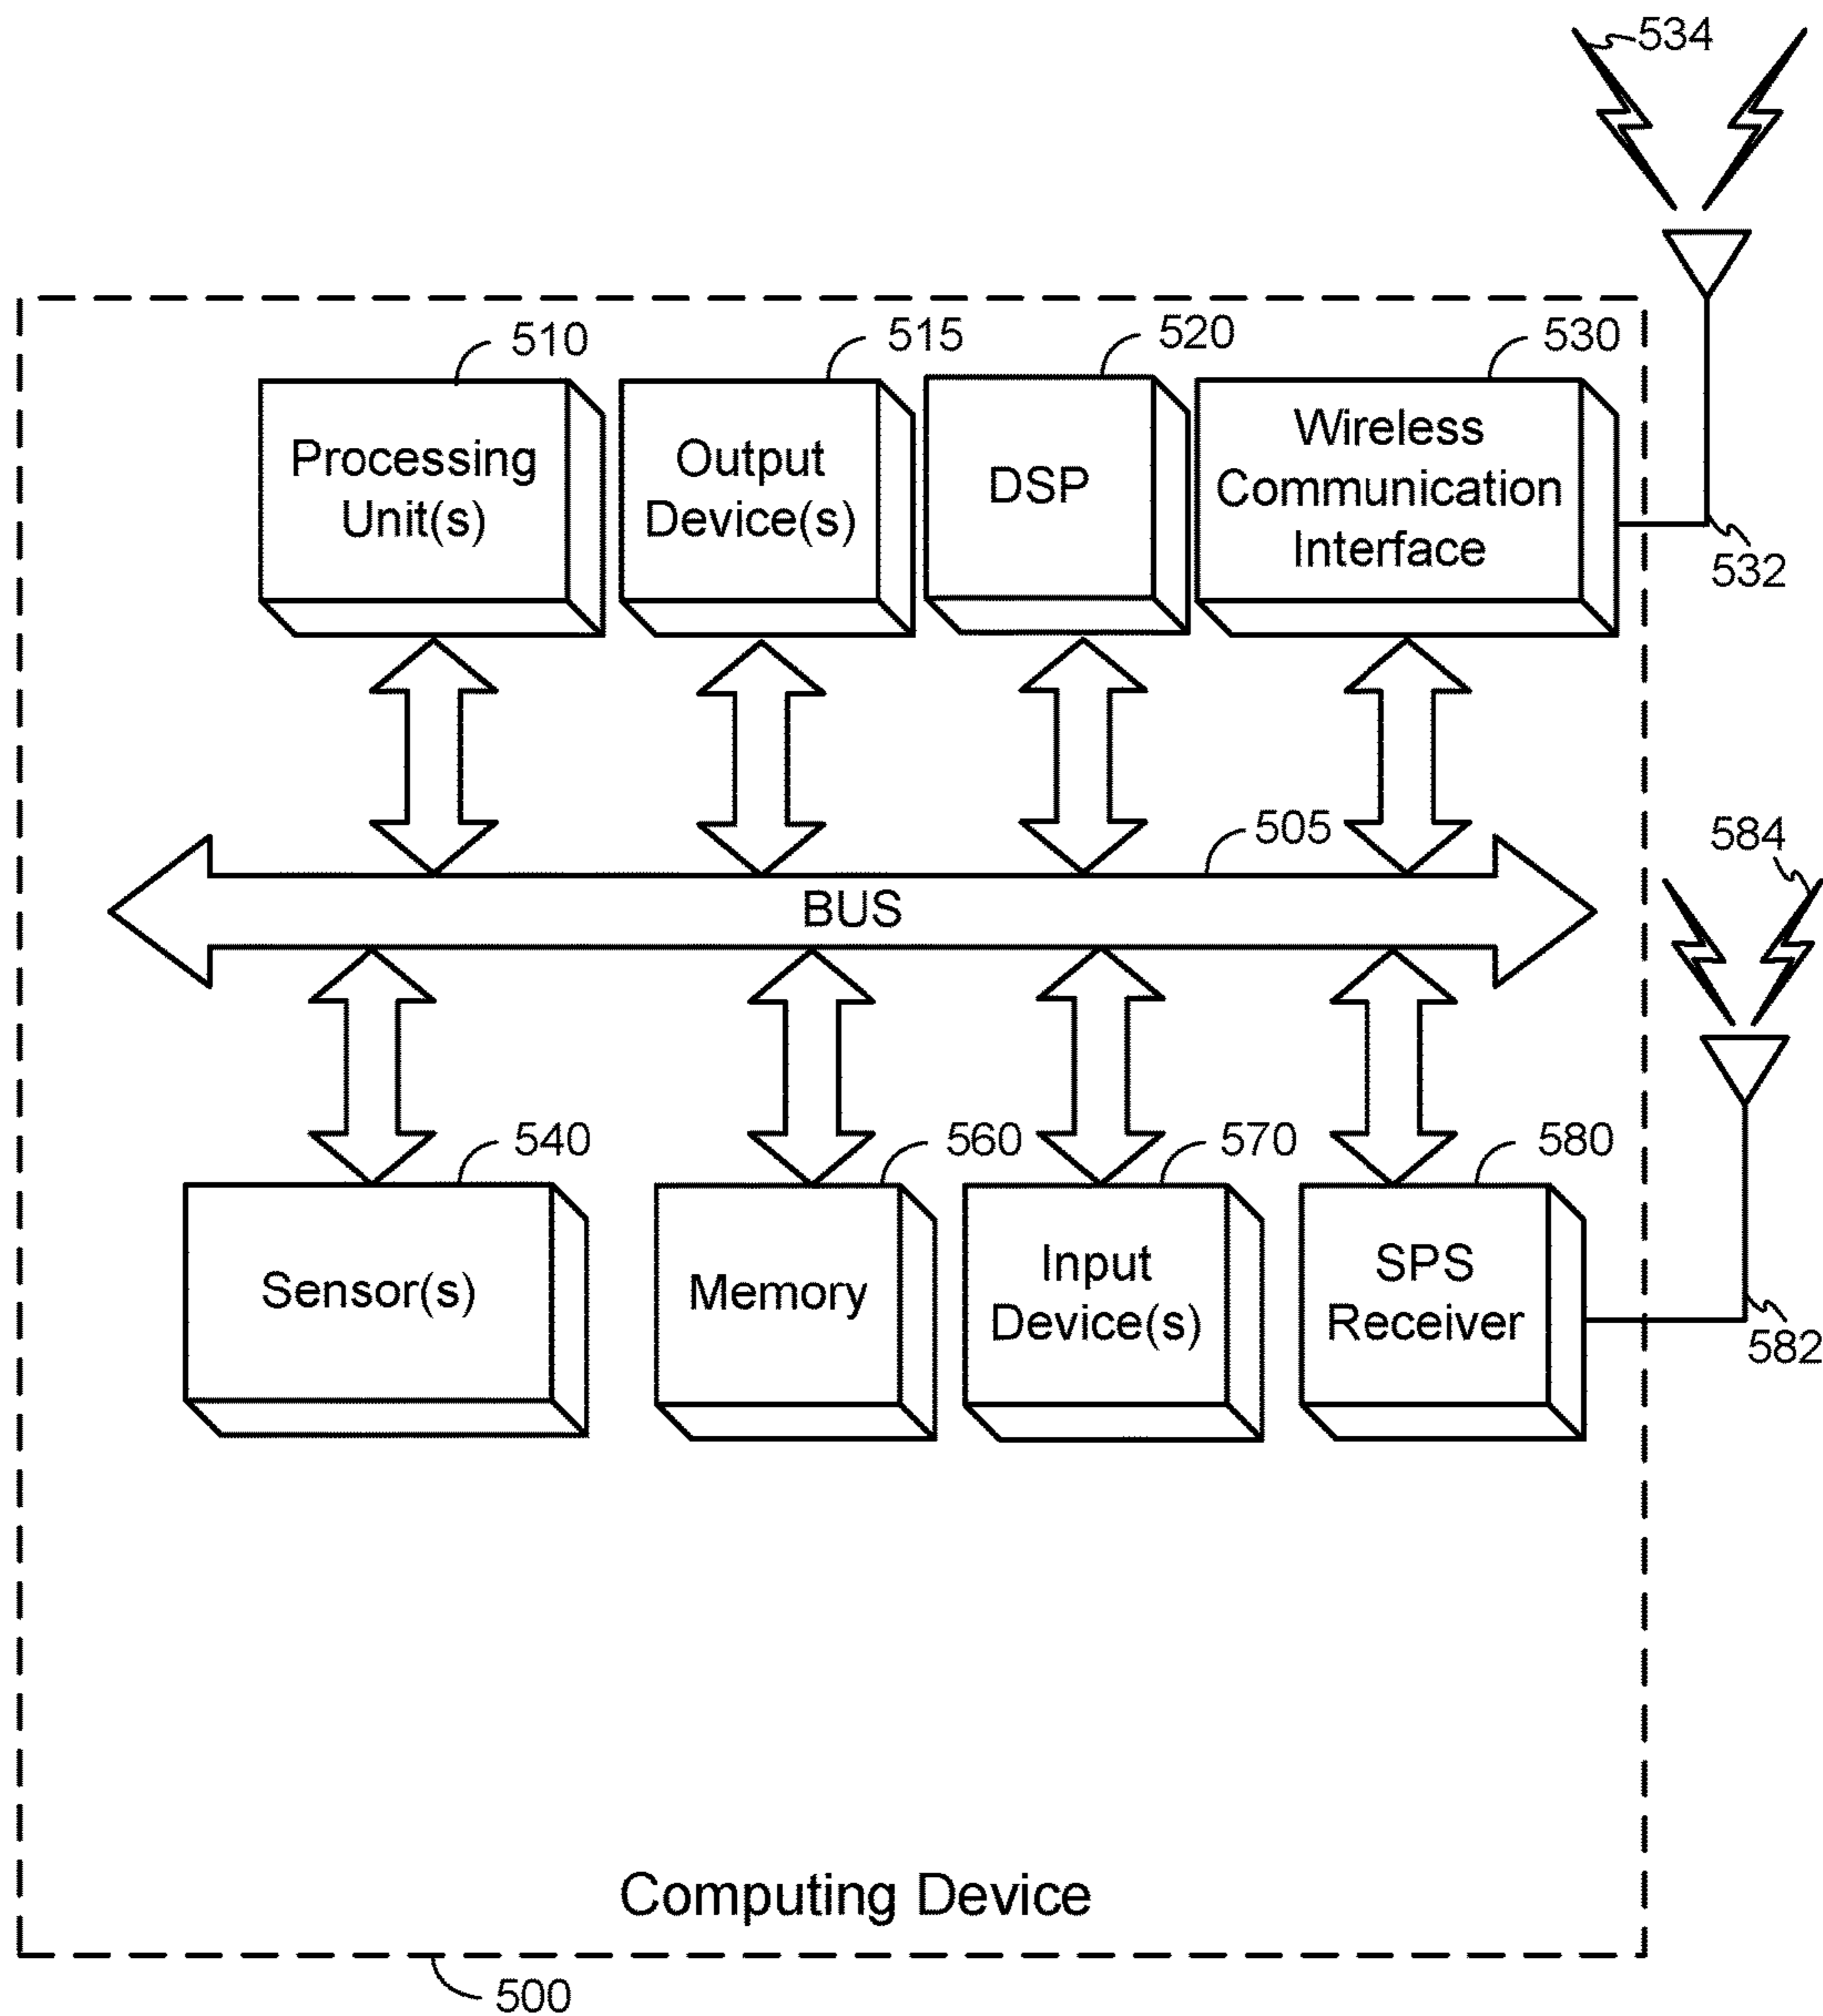 534
510
515
520
530
Processing
Unit(s)
Output
Device(s)
DSP
Wireless
Communication
Interface
532
505
BUS
584
540
560
570
580
Sensor(s)
Memory
Input
Device(s)
SPS
Receiver
582
Computing Device
500